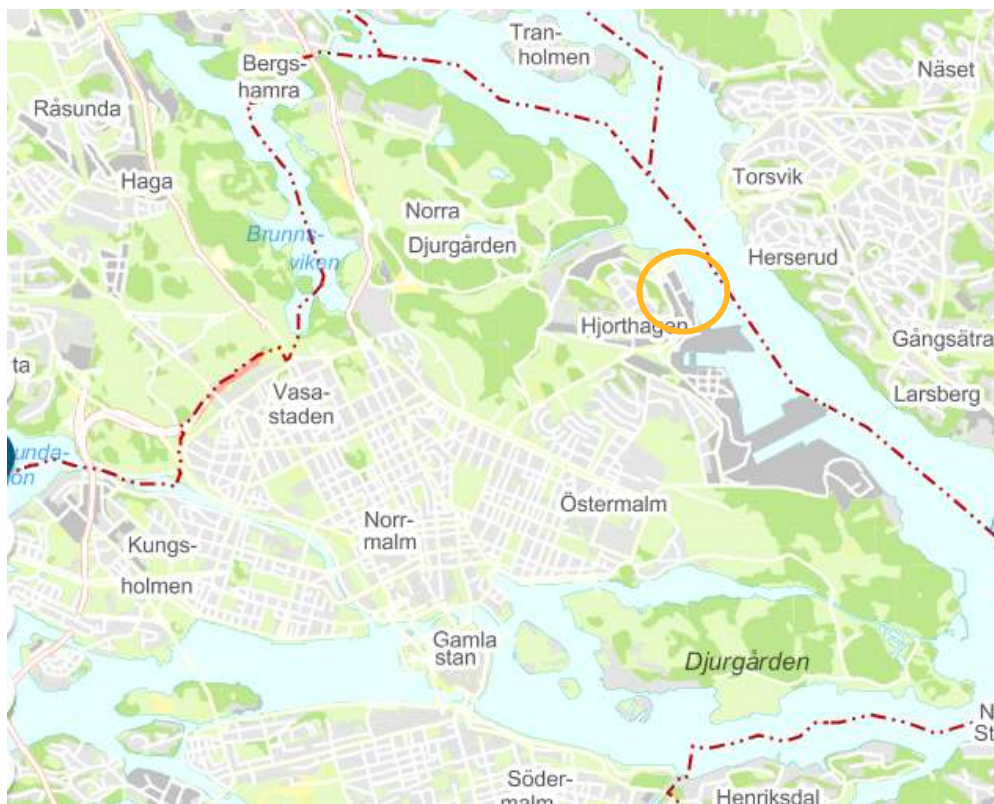 Tran-
holmen
Bergs-
hamra
Näset
Råsunda
Torsvik
Haga
Norra
Djurgården
Brunns-
viken
Herserud
Hjorthagen
Gångsätra
ta
Larsberg
Vasa-
staden
unda-
ön
Östermalm
Norr-
malm
Kungs-
holmen
Gamla
stan
Djurgården
N
St
Söder-
malm
Henriksdal